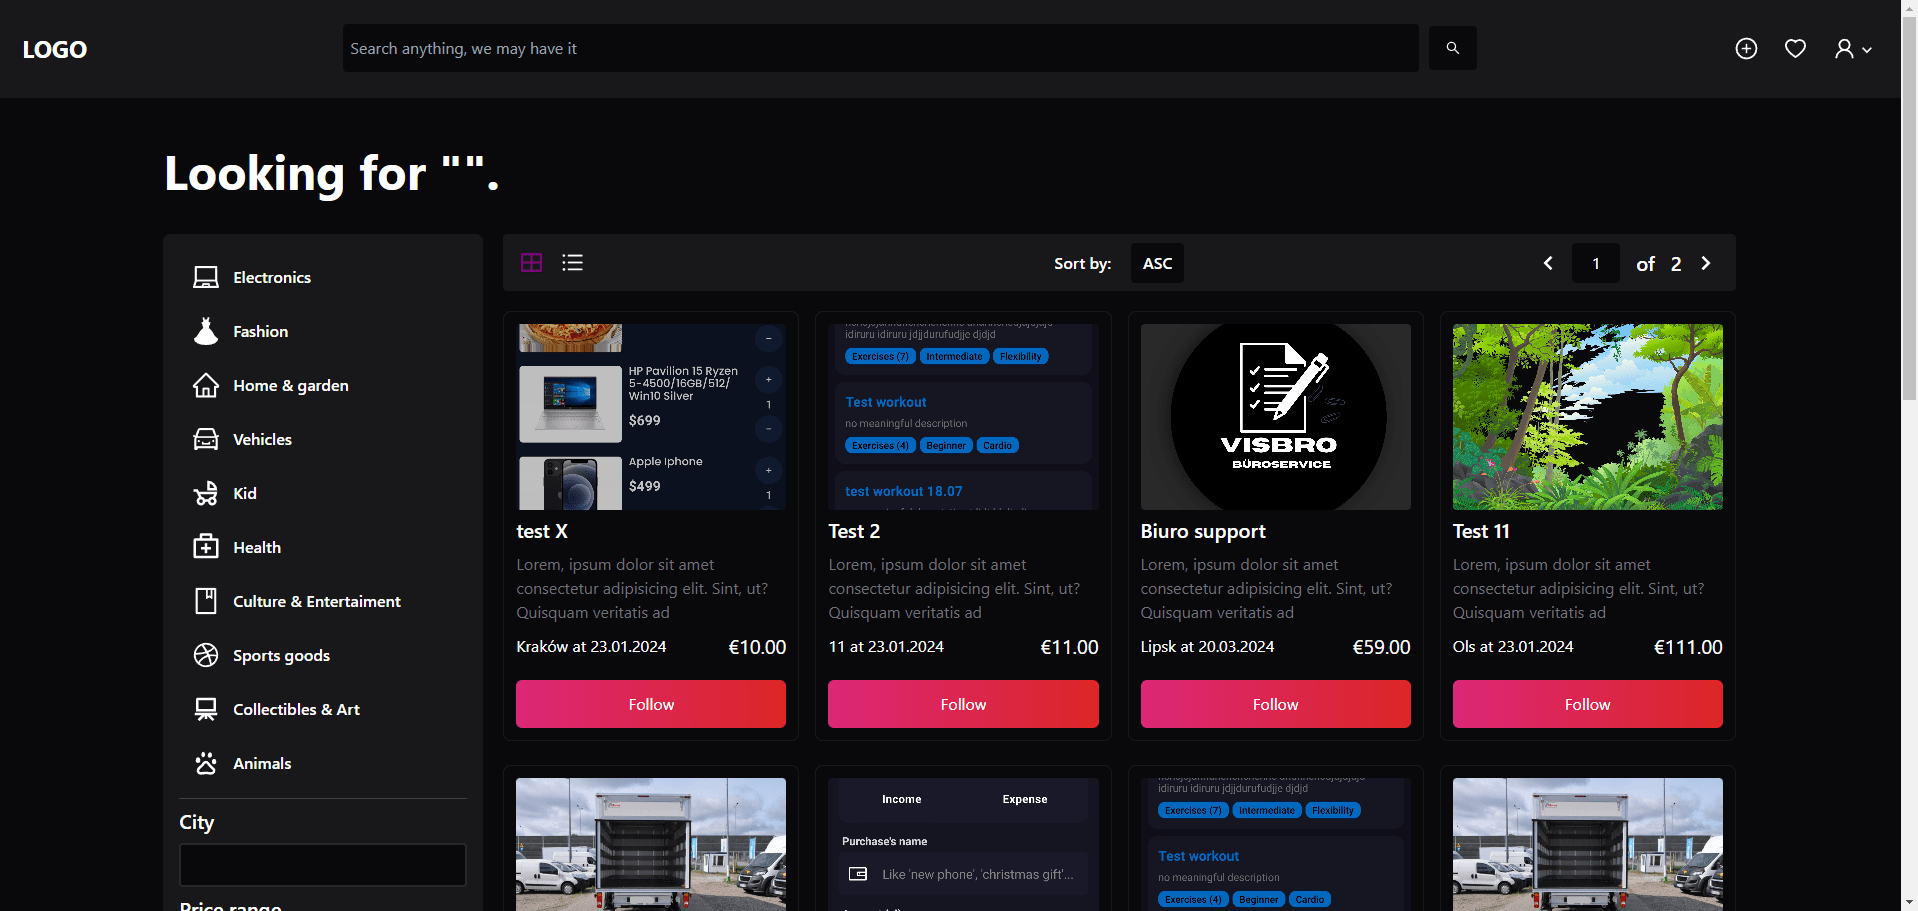 LOGO
Search anything, we may have it
Looking for "".
Electronics
Fashion
Home & garden
Vehicles
Kid
Health
Culture & Entertaiment
Sports goods
Collectibles & Art
Animals
City
Price range
Sort by:
ASC
1
of 2
HP Pavilion 15 Ryzen
5-4500/16GB/512/
Win10 Silver
$699
1
Apple Iphone
$499
1
test X
Lorem, ipsum dolor sit amet
consectetur adipisicing elit. Sint, ut?
Quisquam veritatis ad
Kraków at 23.01.2024
€10.00
Follow
idiruru idiruru jdjjdurufudjje djdjd
Exercises (7)
Intermediate
Flexibility
Test workout
no meaningful description
Exercises (4)
Beginner
Cardio
test workout 18.07
Test 2
Lorem, ipsum dolor sit amet
consectetur adipisicing elit. Sint, ut?
Quisquam veritatis ad
11 at 23.01.2024
€11.00
Follow
VISBRO
BÜROSERVICE
Biuro support
Lorem, ipsum dolor sit amet
consectetur adipisicing elit. Sint, ut?
Quisquam veritatis ad
Lipsk at 20.03.2024
€59.00
Follow
Test 11
Lorem, ipsum dolor sit amet
consectetur adipisicing elit. Sint, ut?
Quisquam veritatis ad
Ols at 23.01.2024
€111.00
Follow
Income
Expense
Purchase's name
Like 'new phone', 'christmas gift'...
idiruru idiruru jdjjdurufudjje djdjd
Exercises (7)
Intermediate
Flexibility
Test workout
no meaningful description
Exercises (4)
Beginner
Cardio